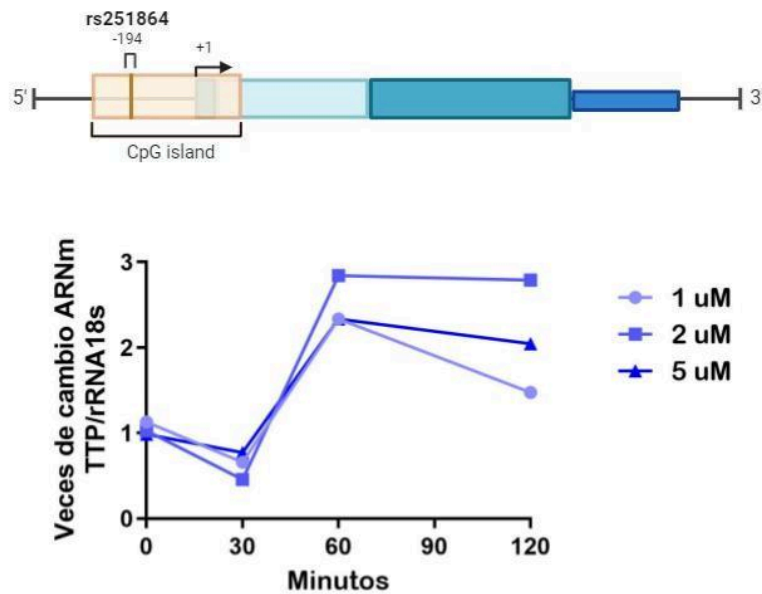 rs251864
-194
+1
5'
3
CpG island
Veces de cambio ARNm
TTP/rRNA18s
3
2
1
0
0
30
60
90
120
Minutos
1 uM
2 uM
5 uM